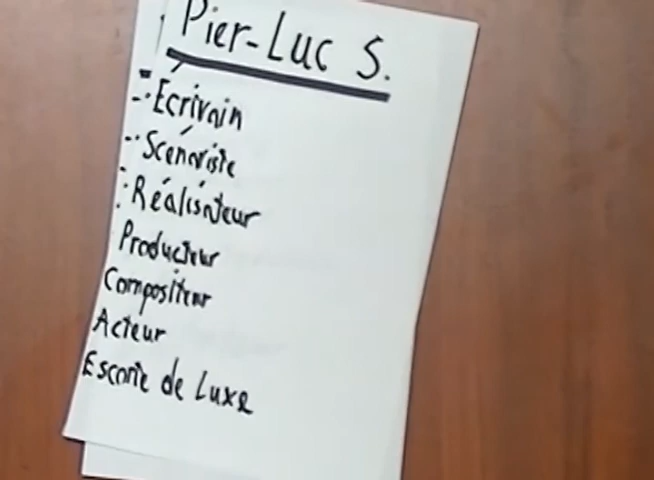 Pier-Luc S.
Écrivain
Scénariste
Réalisateur
Producteur
Compositeur
Acteur
Escorte de Luxe